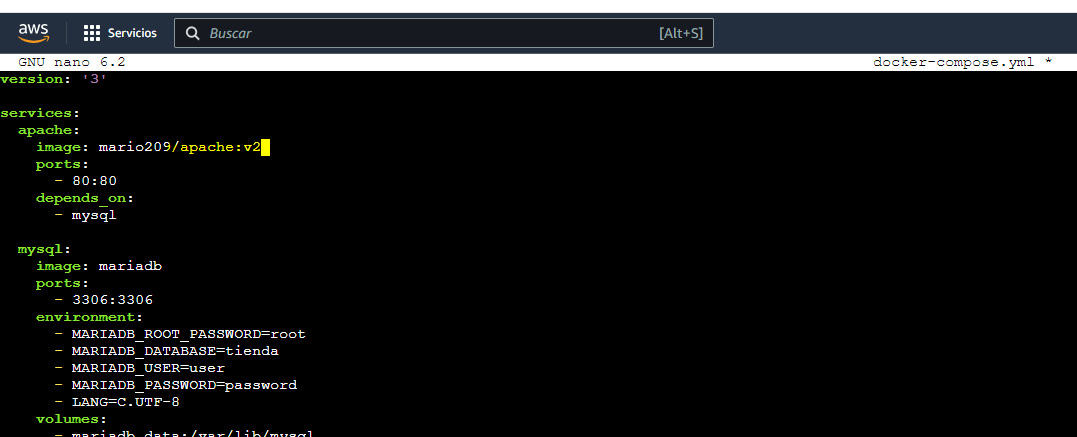 aws Servicios Buscar [Alt+S]
GNU nano 6.2 docker-compose.yml *
version: '3'
services:
apache:
image: mario209/apache:v2
ports:
- 80:80
depends_on:
- mysql
mysql:
image: mariadb
ports:
- 3306:3306
environment:
- MARIADB_ROOT_PASSWORD=root
- MARIADB_DATABASE=tienda
- MARIADB_USER=user
- MARIADB_PASSWORD=password
- LANG=C.UTF-8
volumes:
- mariadb_data:/var/lib/mysql